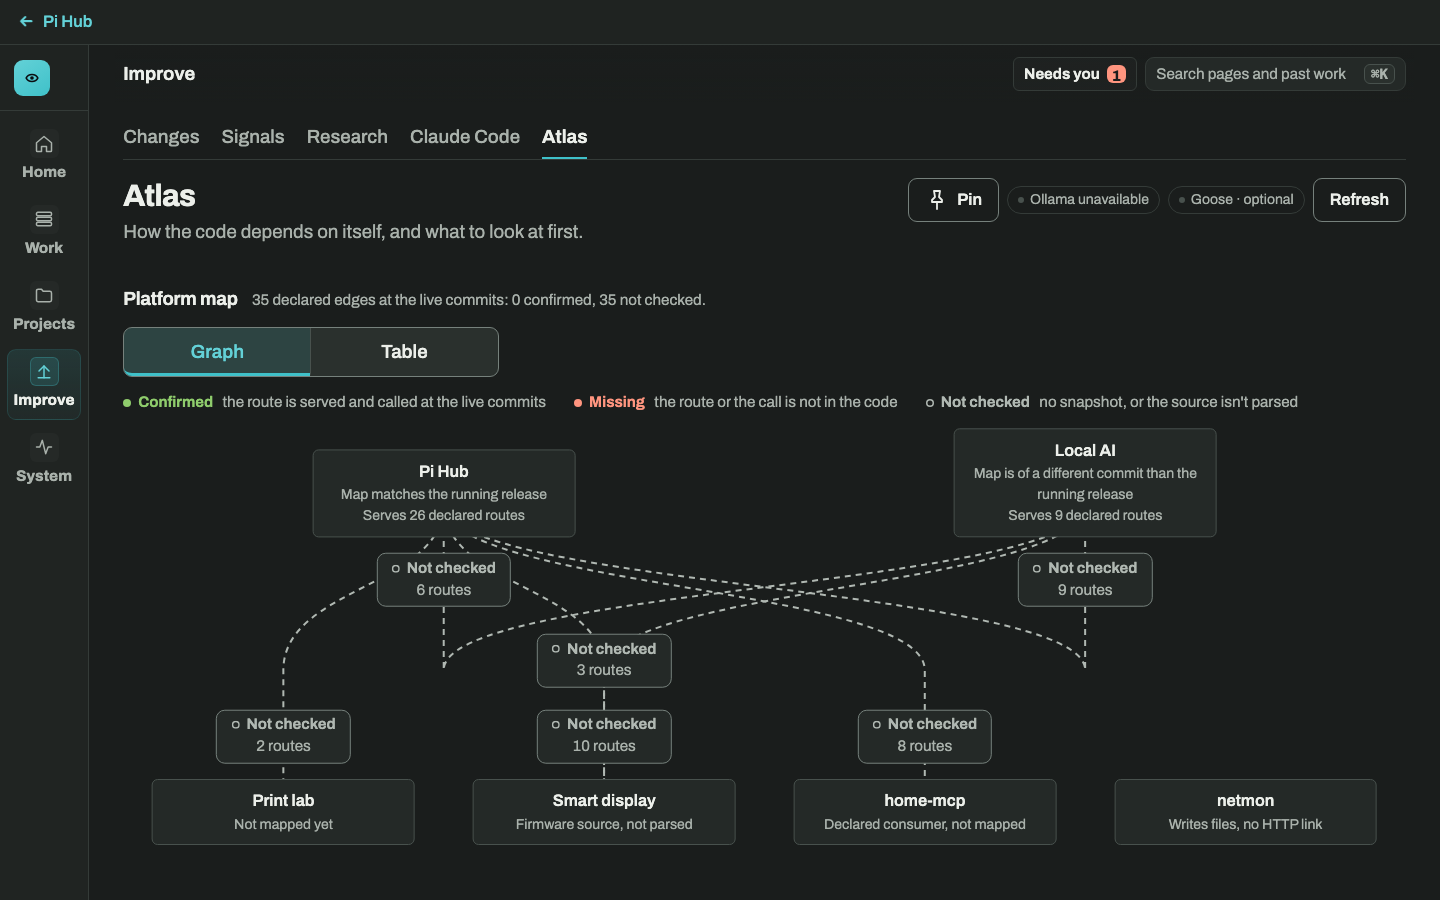 Pi Hub
Improve
Needs you 1
Search pages and past work ⌘K
Home
Work
Projects
Improve
System
Changes Signals Research Claude Code Atlas
Atlas
How the code depends on itself, and what to look at first.
Pin
Ollama unavailable
Goose · optional
Refresh
Platform map 35 declared edges at the live commits: 0 confirmed, 35 not checked.
Graph Table
Confirmed the route is served and called at the live commits
Missing the route or the call is not in the code
Not checked no snapshot, or the source isn't parsed
Pi Hub
Map matches the running release
Serves 26 declared routes
Local AI
Map is of a different commit than the
running release
Serves 9 declared routes
Not checked
6 routes
Not checked
9 routes
Not checked
3 routes
Not checked
2 routes
Not checked
10 routes
Not checked
8 routes
Print lab
Not mapped yet
Smart display
Firmware source, not parsed
home-mcp
Declared consumer, not mapped
netmon
Writes files, no HTTP link